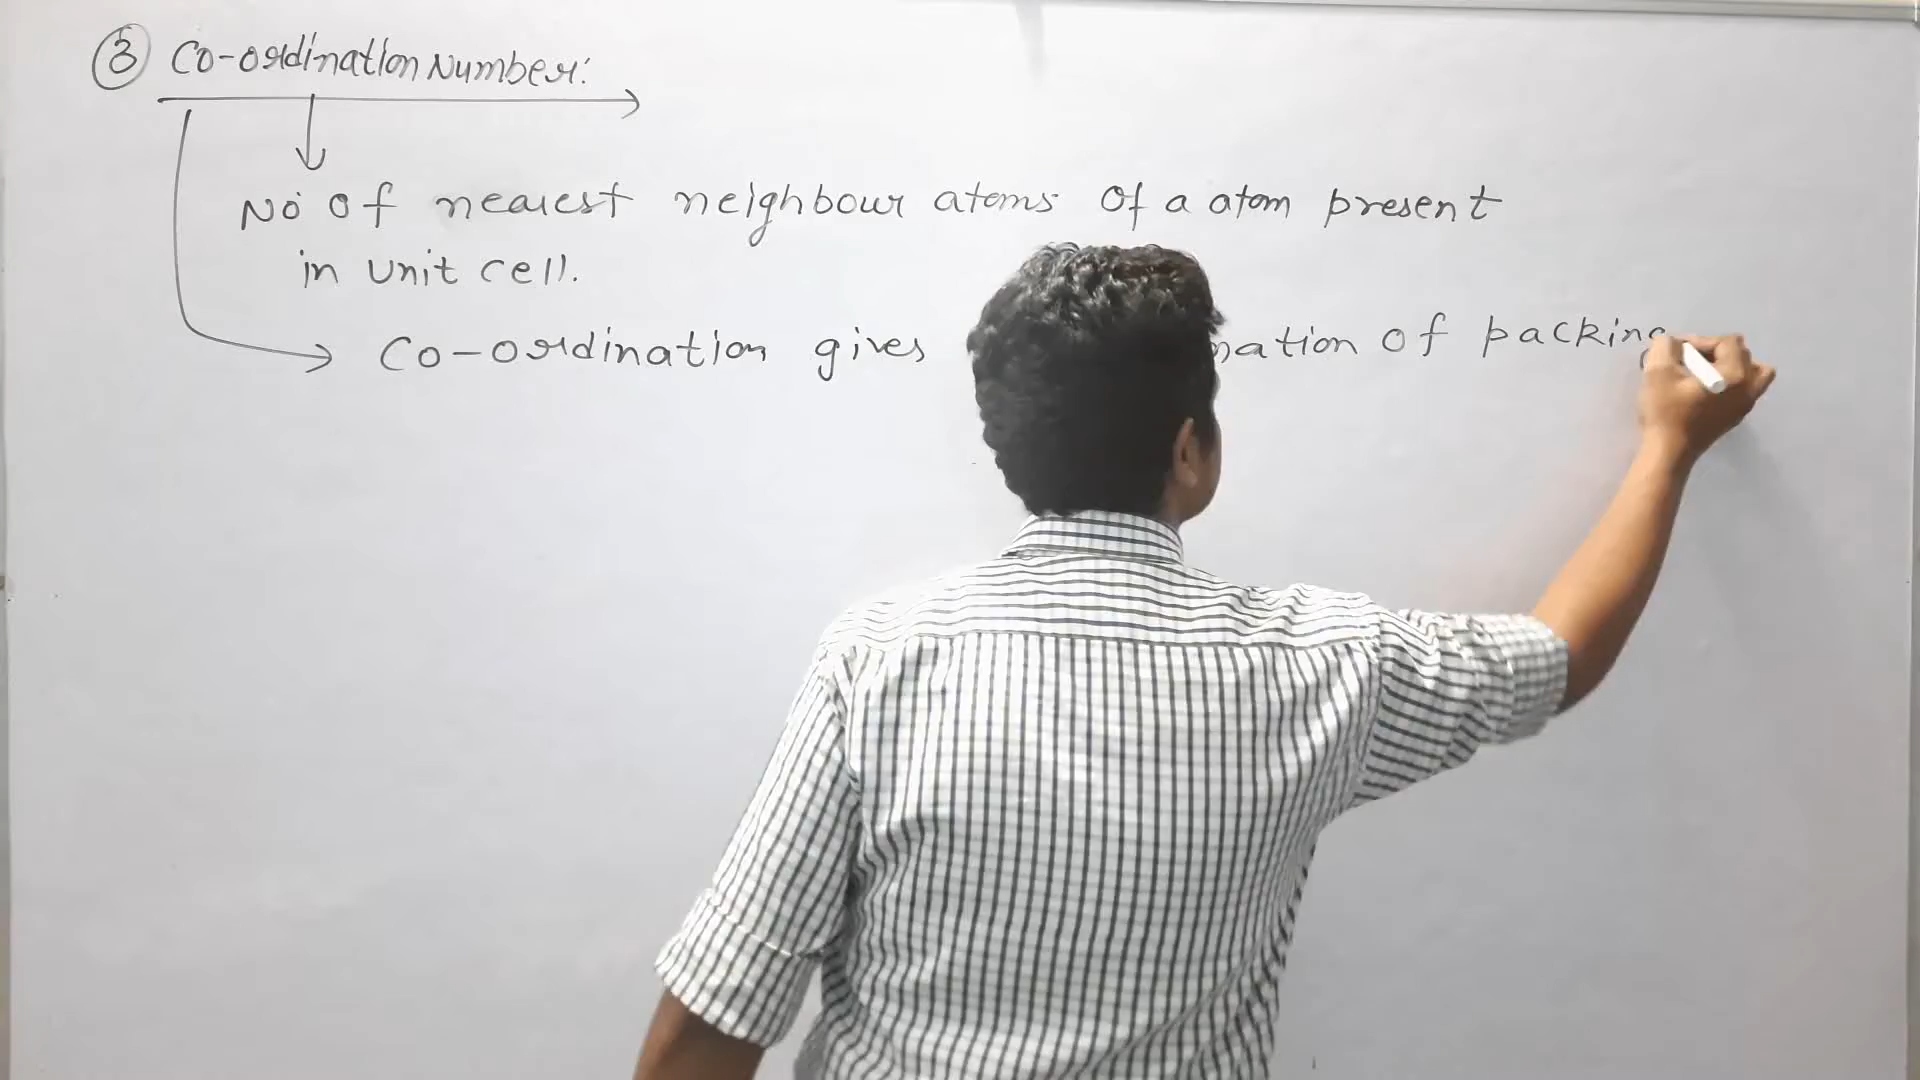 ③ Co-ordination Number:
No of nearest neighbour atoms of a atom present
in unit cell.
Co-ordination gives of packing